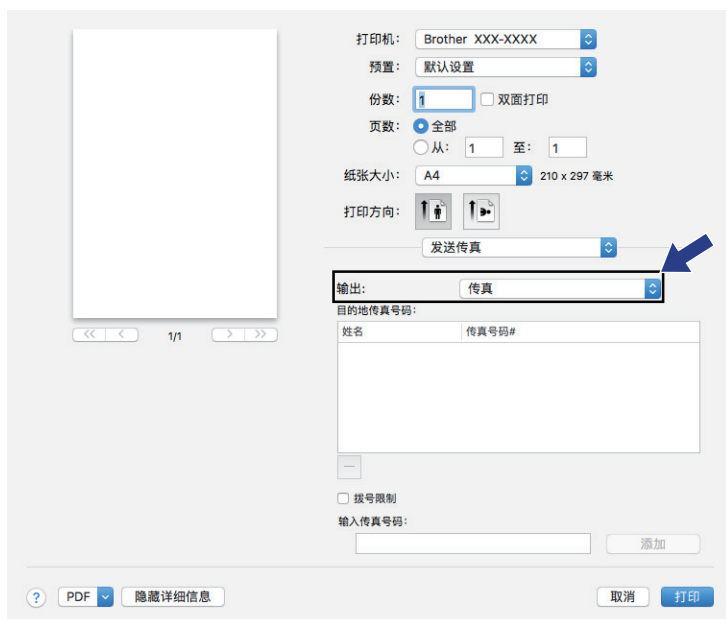 打印机: Brother XXX-XXXX
预置: 默认设置
份数: 1 双面打印
页数: 全部
从: 1 至: 1
纸张大小: A4 210 x 297 毫米
打印方向:
发送传真
输出: 传真
目的地传真号码:
姓名 传真号码#
1/1
拨号限制
输入传真号码:
添加
? PDF 隐藏详细信息 取消 打印